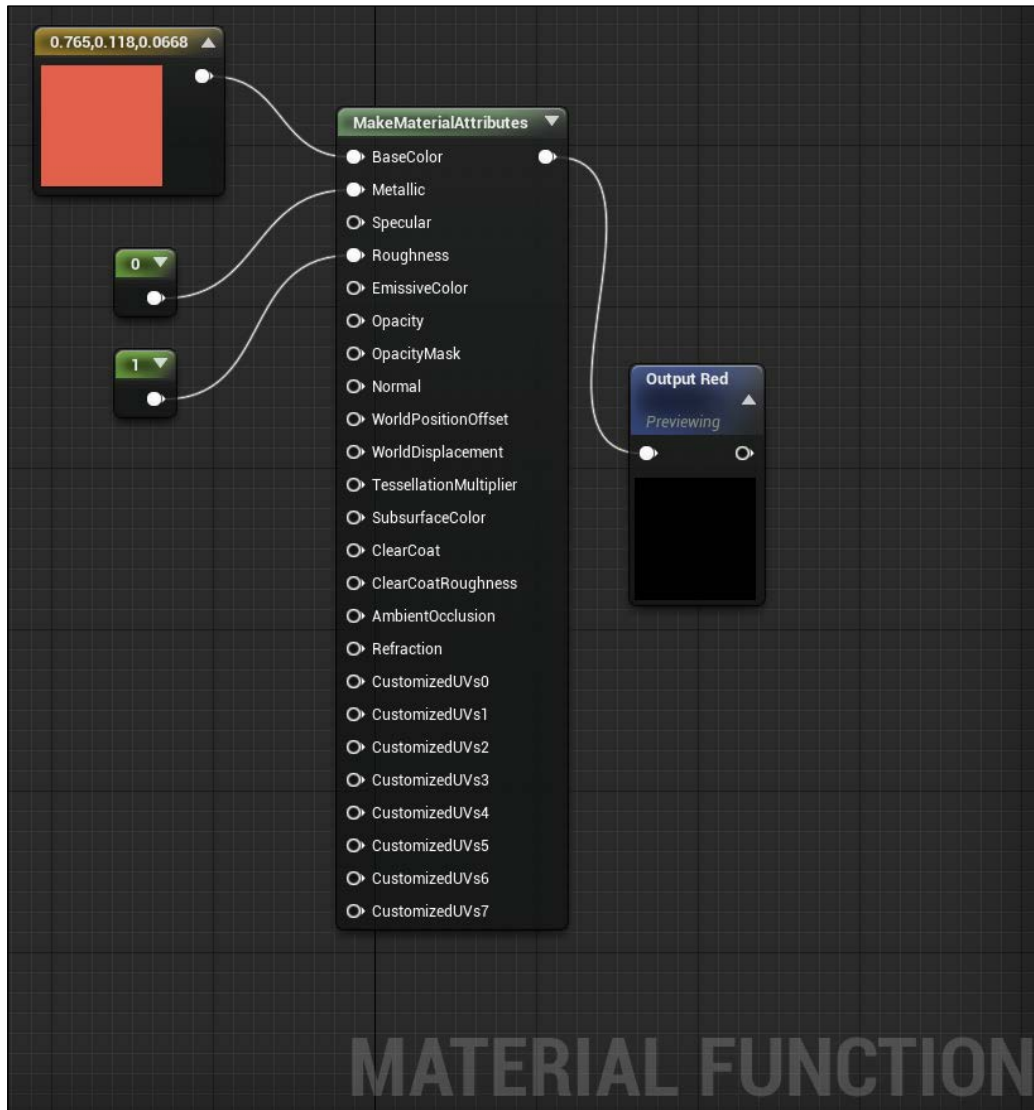 0.765,0.118,0.0668
MakeMaterialAttributes
BaseColor
Metallic
Specular
Roughness
EmissiveColor
Opacity
OpacityMask
Normal
WorldPositionOffset
WorldDisplacement
TessellationMultiplier
SubsurfaceColor
ClearCoat
ClearCoatRoughness
AmbientOcclusion
Refraction
CustomizedUVs0
CustomizedUVs1
CustomizedUVs2
CustomizedUVs3
CustomizedUVs4
CustomizedUVs5
CustomizedUVs6
CustomizedUVs7
0
1
Output Red
Previewing
MATERIAL FUNCTION